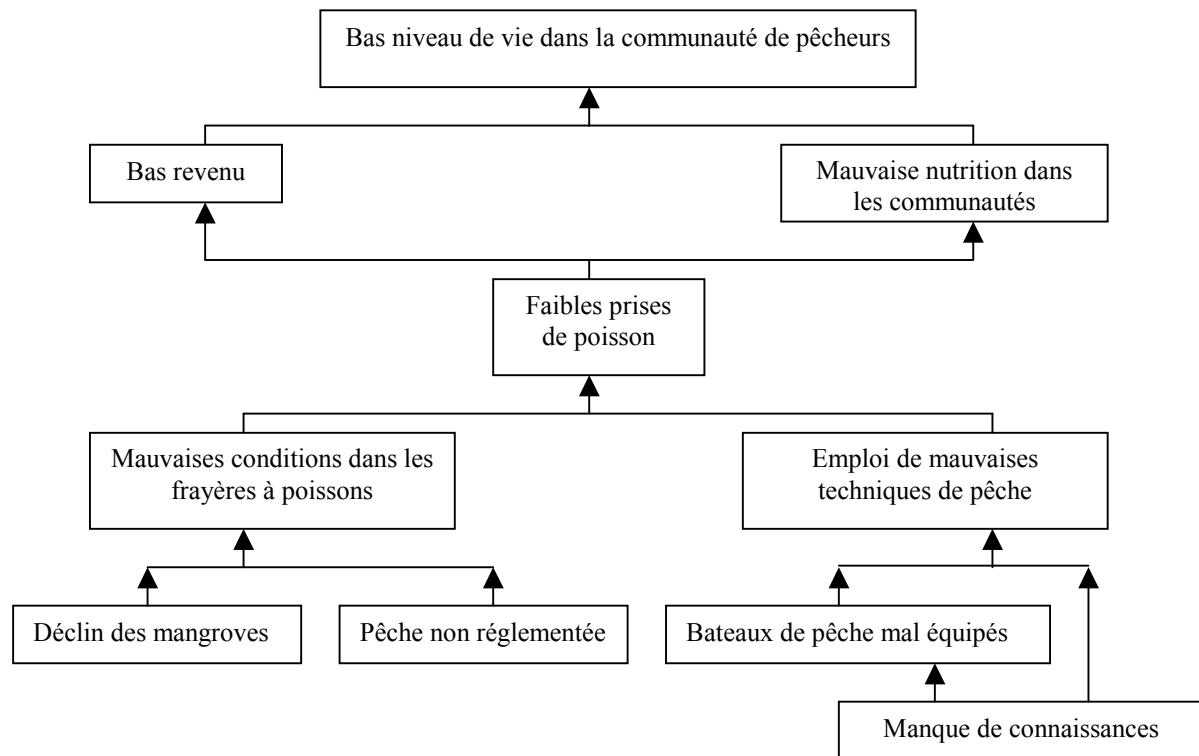 Bas niveau de vie dans la communauté de pêcheurs
Bas revenu
Mauvaise nutrition dans
les communautés
Faibles prises
de poisson
Mauvaises conditions dans les
frayères à poissons
Emploi de mauvaises
techniques de pêche
Déclin des mangroves
Pêche non réglementée
Bateaux de pêche mal équipés
Manque de connaissances